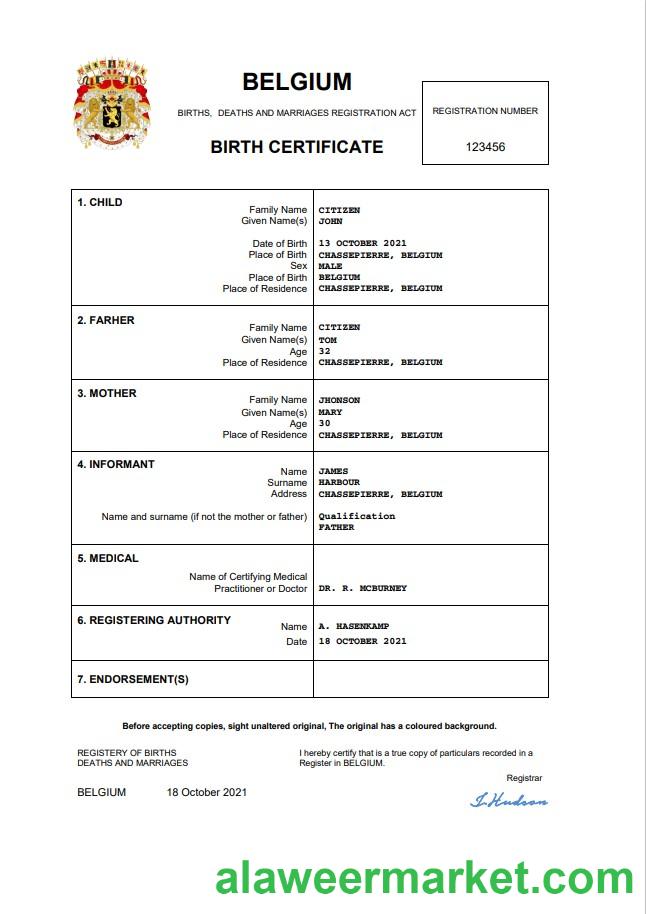 BELGIUM
BIRTHS, DEATHS AND MARRIAGES REGISTRATION ACT
BIRTH CERTIFICATE
REGISTRATION NUMBER
123456
1. CHILD
Family Name CITIZEN
Given Name(s) JOHN
Date of Birth 13 OCTOBER 2021
Place of Birth CHASSEPIERRE, BELGIUM
Sex MALE
Place of Birth BELGIUM
Place of Residence CHASSEPIERRE, BELGIUM
2. FARHER
Family Name CITIZEN
Given Name(s) TOM
Age 32
Place of Residence CHASSEPIERRE, BELGIUM
3. MOTHER
Family Name JHONSON
Given Name(s) MARY
Age 30
Place of Residence CHASSEPIERRE, BELGIUM
4. INFORMANT
Name JAMES
Surname HARBOUR
Address CHASSEPIERRE, BELGIUM
Name and surname (if not the mother or father) Qualification
FATHER
5. MEDICAL
Name of Certifying Medical
Practitioner or Doctor DR. R. MCBURNEY
6. REGISTERING AUTHORITY
Name A. HASENKAMP
Date 18 OCTOBER 2021
7. ENDORSEMENT(S)
Before accepting copies, sight unaltered original, The original has a coloured background.
REGISTERY OF BIRTHS
DEATHS AND MARRIAGES
I hereby certify that is a true copy of particulars recorded in a
Register in BELGIUM.
Registrar
BELGIUM 18 October 2021
J.Hudson
alaweermarket.com